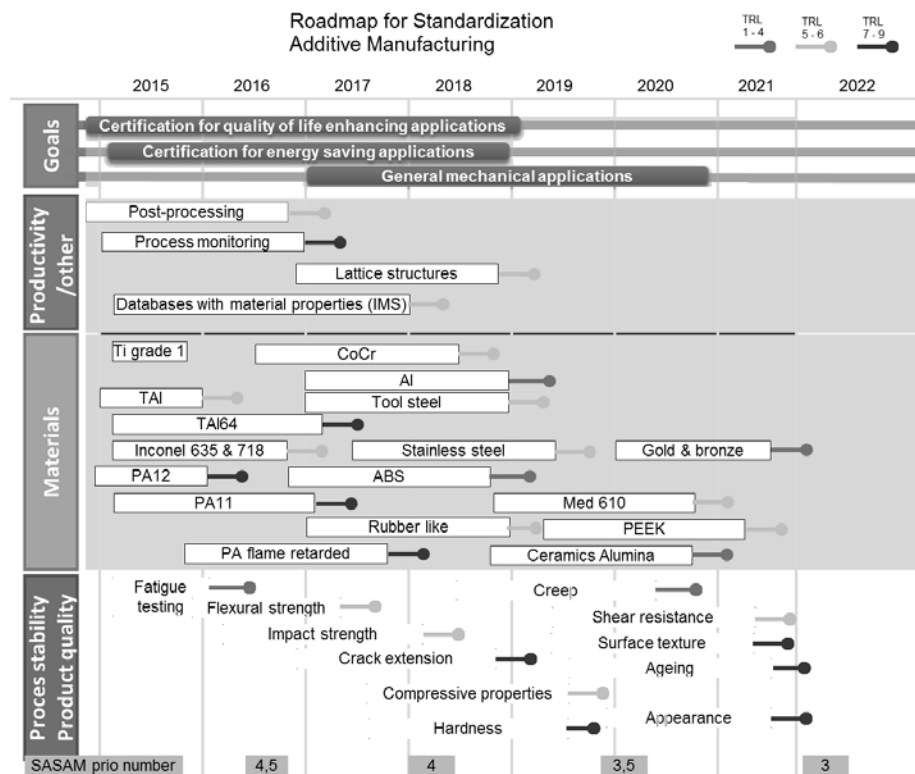 Roadmap for Standardization
Additive Manufacturing
TRL
1 - 4
TRL
5 - 6
TRL
7 - 9
2015 2016 2017 2018 2019 2020 2021 2022
Goals
Certification for quality of life enhancing applications
Certification for energy saving applications
General mechanical applications
Productivity
/other
Post-processing
Process monitoring
Lattice structures
Databases with material properties (IMS)
Materials
Ti grade 1 CoCr
Al
TAI Tool steel
TAI64
Inconel 635 & 718 Stainless steel Gold & bronze
PA12 ABS
PA11 Med 610
Rubber like PEEK
PA flame retarded Ceramics Alumina
Proces stability
Product quality
Fatigue
testing
Creep
Flexural strength
Shear resistance
Impact strength
Surface texture
Crack extension
Ageing
Compressive properties
Appearance
Hardness
SASAM prio number 4,5 4 3,5 3